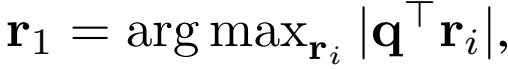 𝐫₁ = arg max_{𝐫ᵢ} |𝐪^⊤𝐫ᵢ|,